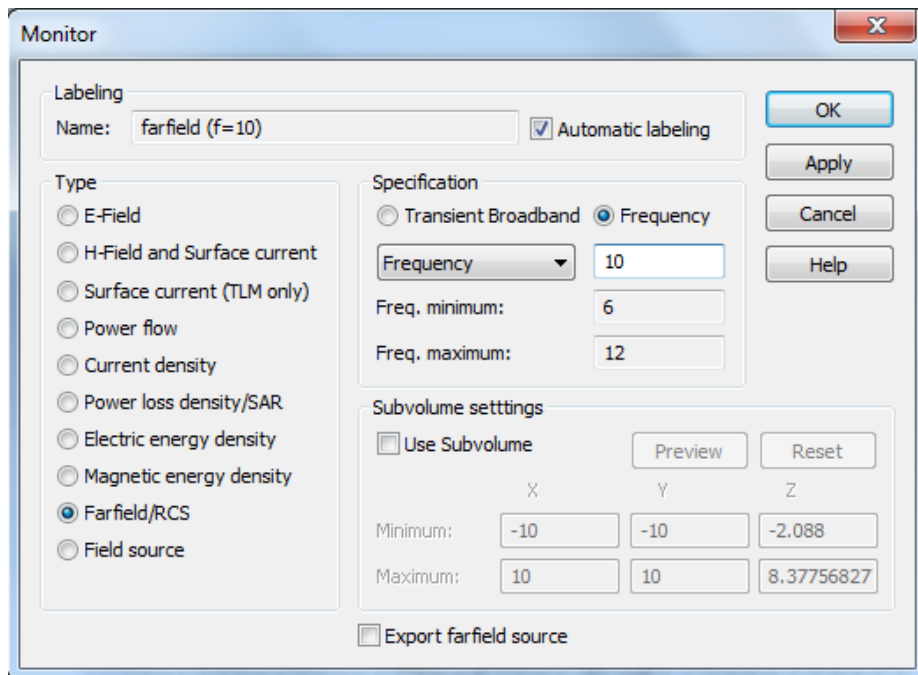 Monitor
Labeling
Name: farfield (f=10) Automatic labeling
OK
Apply
Cancel
Help
Type
E-Field
H-Field and Surface current
Surface current (TLM only)
Power flow
Current density
Power loss density/SAR
Electric energy density
Magnetic energy density
Farfield/RCS
Field source
Specification
Transient Broadband Frequency
Frequency 10
Freq. minimum: 6
Freq. maximum: 12
Subvolume setttings
Use Subvolume Preview Reset
X Y Z
Minimum: -10 -10 -2.088
Maximum: 10 10 8.37756827
Export farfield source